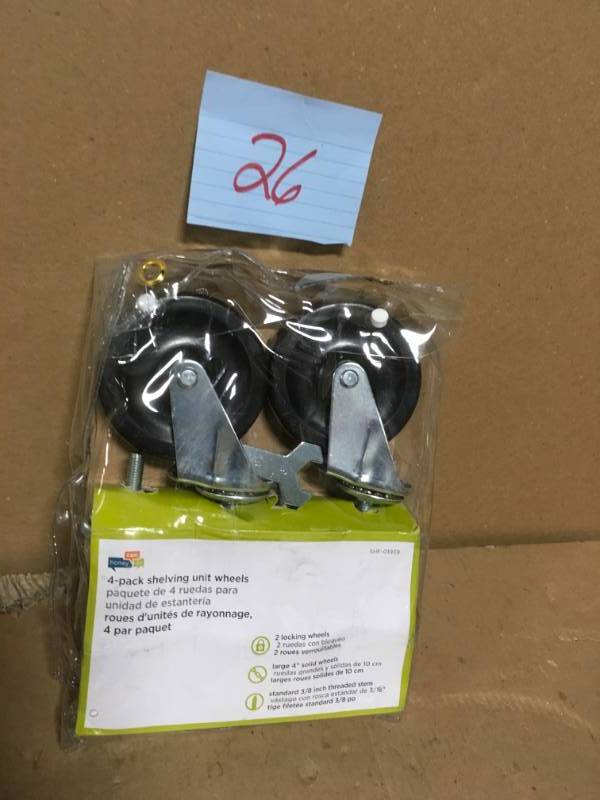 26
honey
can
do
SHF-05959
4-pack shelving unit wheels
paquete de 4 ruedas para
unidad de estantería
roues d'unités de rayonnage,
4 par paquet
2 locking wheels
2 ruedas con bloqueo
2 roues verrouillables
large 4" solid wheels
ruedas grandes y sólidas de 10 cm
larges roues solides de 10 cm
standard 3/8 inch threaded stem
vástago con rosca estándar de 3/16"
tige filetée standard 3/8 po